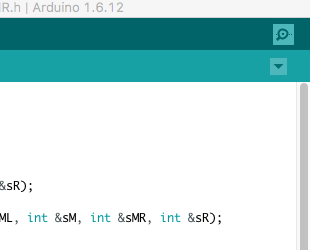 R.h | Arduino 1.6.12
&sR);
ML, int &sM, int &sMR, int &sR);